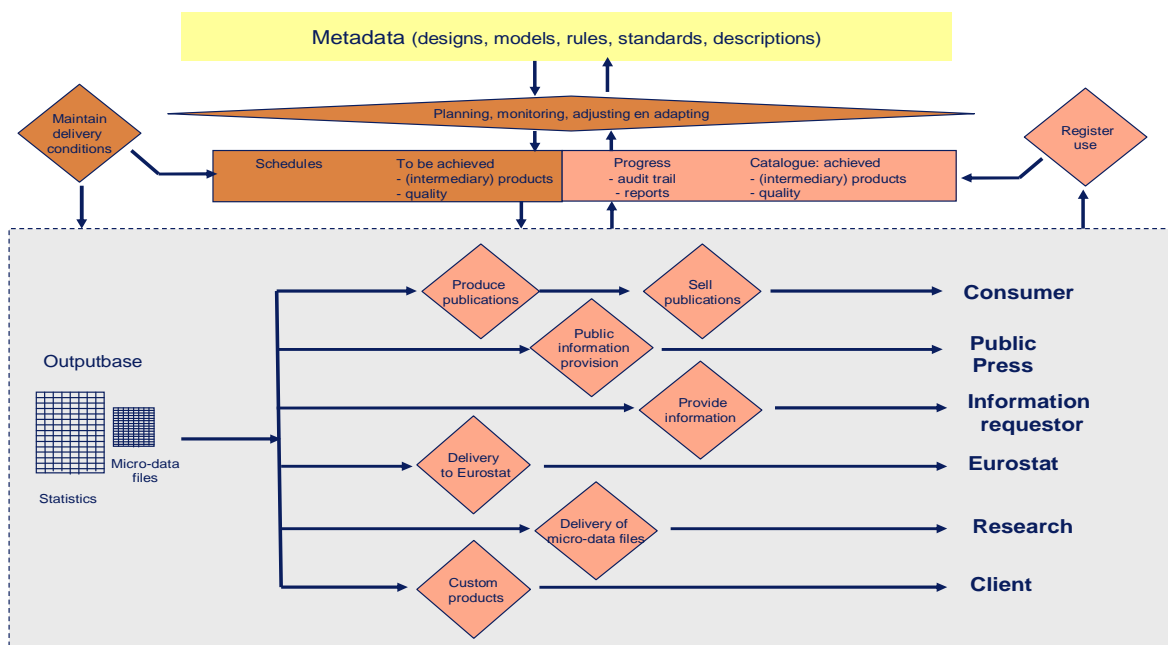 Metadata (designs, models, rules, standards, descriptions)
Planning, monitoring, adjusting en adapting
Maintain
delivery
conditions
Schedules
To be achieved
- (intermediary) products
- quality
Progress
- audit trail
- reports
Catalogue: achieved
- (intermediary) products
- quality
Register
use
Produce
publications
Sell
publications
Consumer
Public
information
provision
Public
Press
Outputbase
Micro-data
files
Statistics
Provide
information
Information
requestor
Delivery
to Eurostat
Eurostat
Delivery of
micro-data files
Research
Custom
products
Client